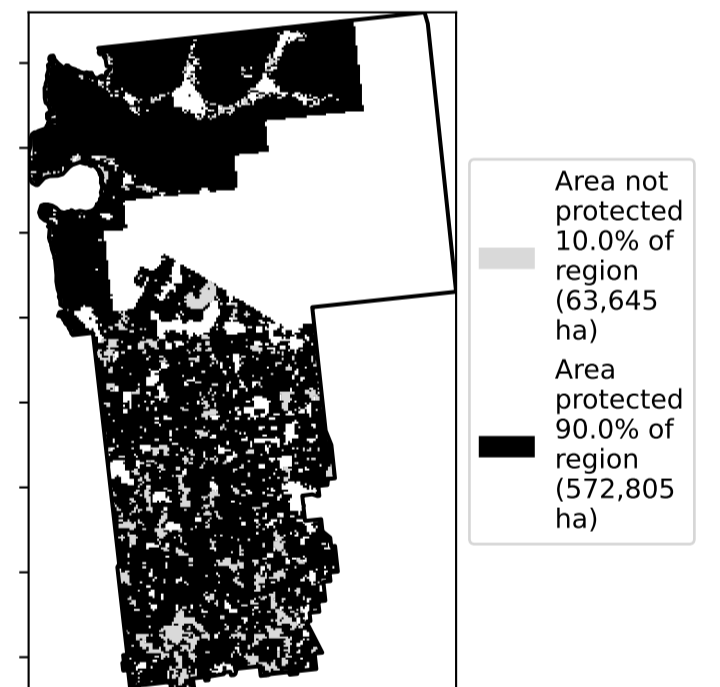 Area not
protected
10.0% of
region
(63,645
ha)
Area
protected
90.0% of
region
(572,805
ha)